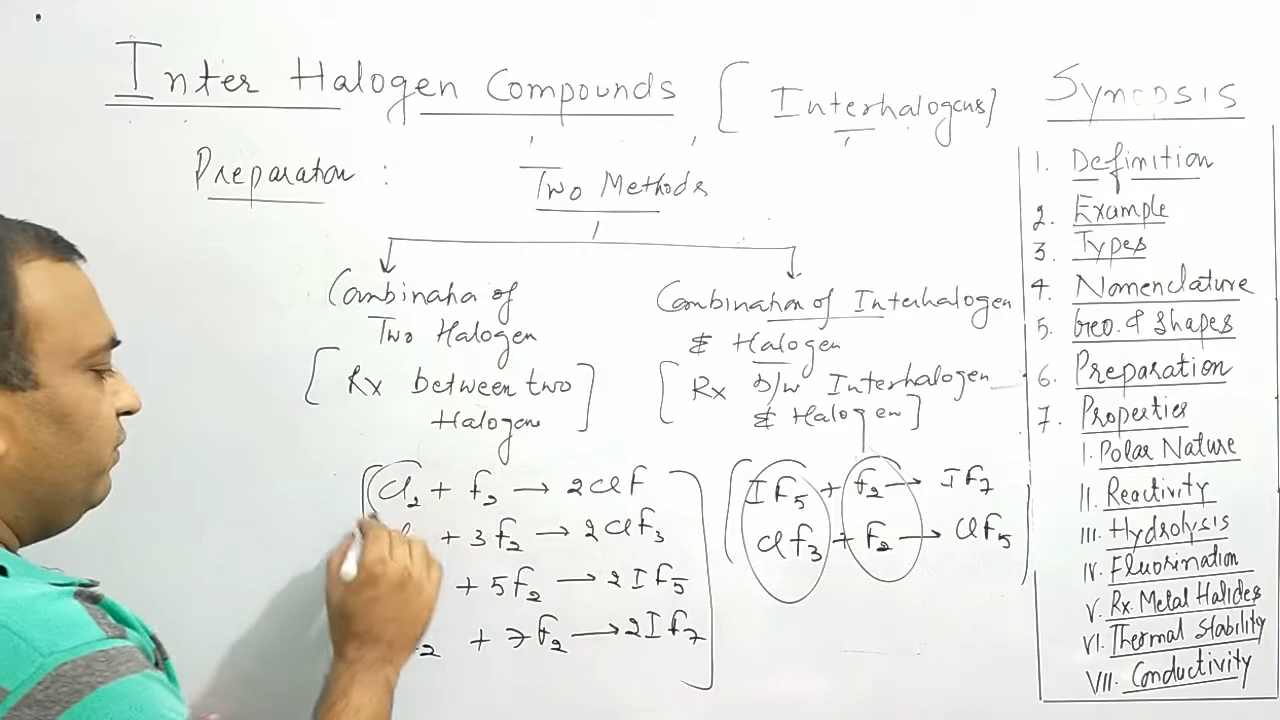 Inter Halogen Compounds [Interhalogens]
Preparaton : Two Methods
Combination of
Two Halogen
[Rx between two
Halogen]
Cl2 + F2 → 2ClF
+ 3F2 → 2ClF3
+ 5F2 → 2IF5
2 + 7F2 → 2IF7
Combination of Interhalogen
& Halogen
[Rx b/w Interhalogen
& Halogen]
IF5 + F2 → IF7
ClF3 + F2 → ClF5
Synopsis
1. Definition
2. Example
3. Types
4. Nomenclature
5. Geo. & Shapes
6. Preparation
7. Properties
I. Polar Nature
II. Reactivity
III. Hydrolysis
IV. Fluorination
V. Rx. Metal Halides
VI. Thermal Stability
VII. Conductivity